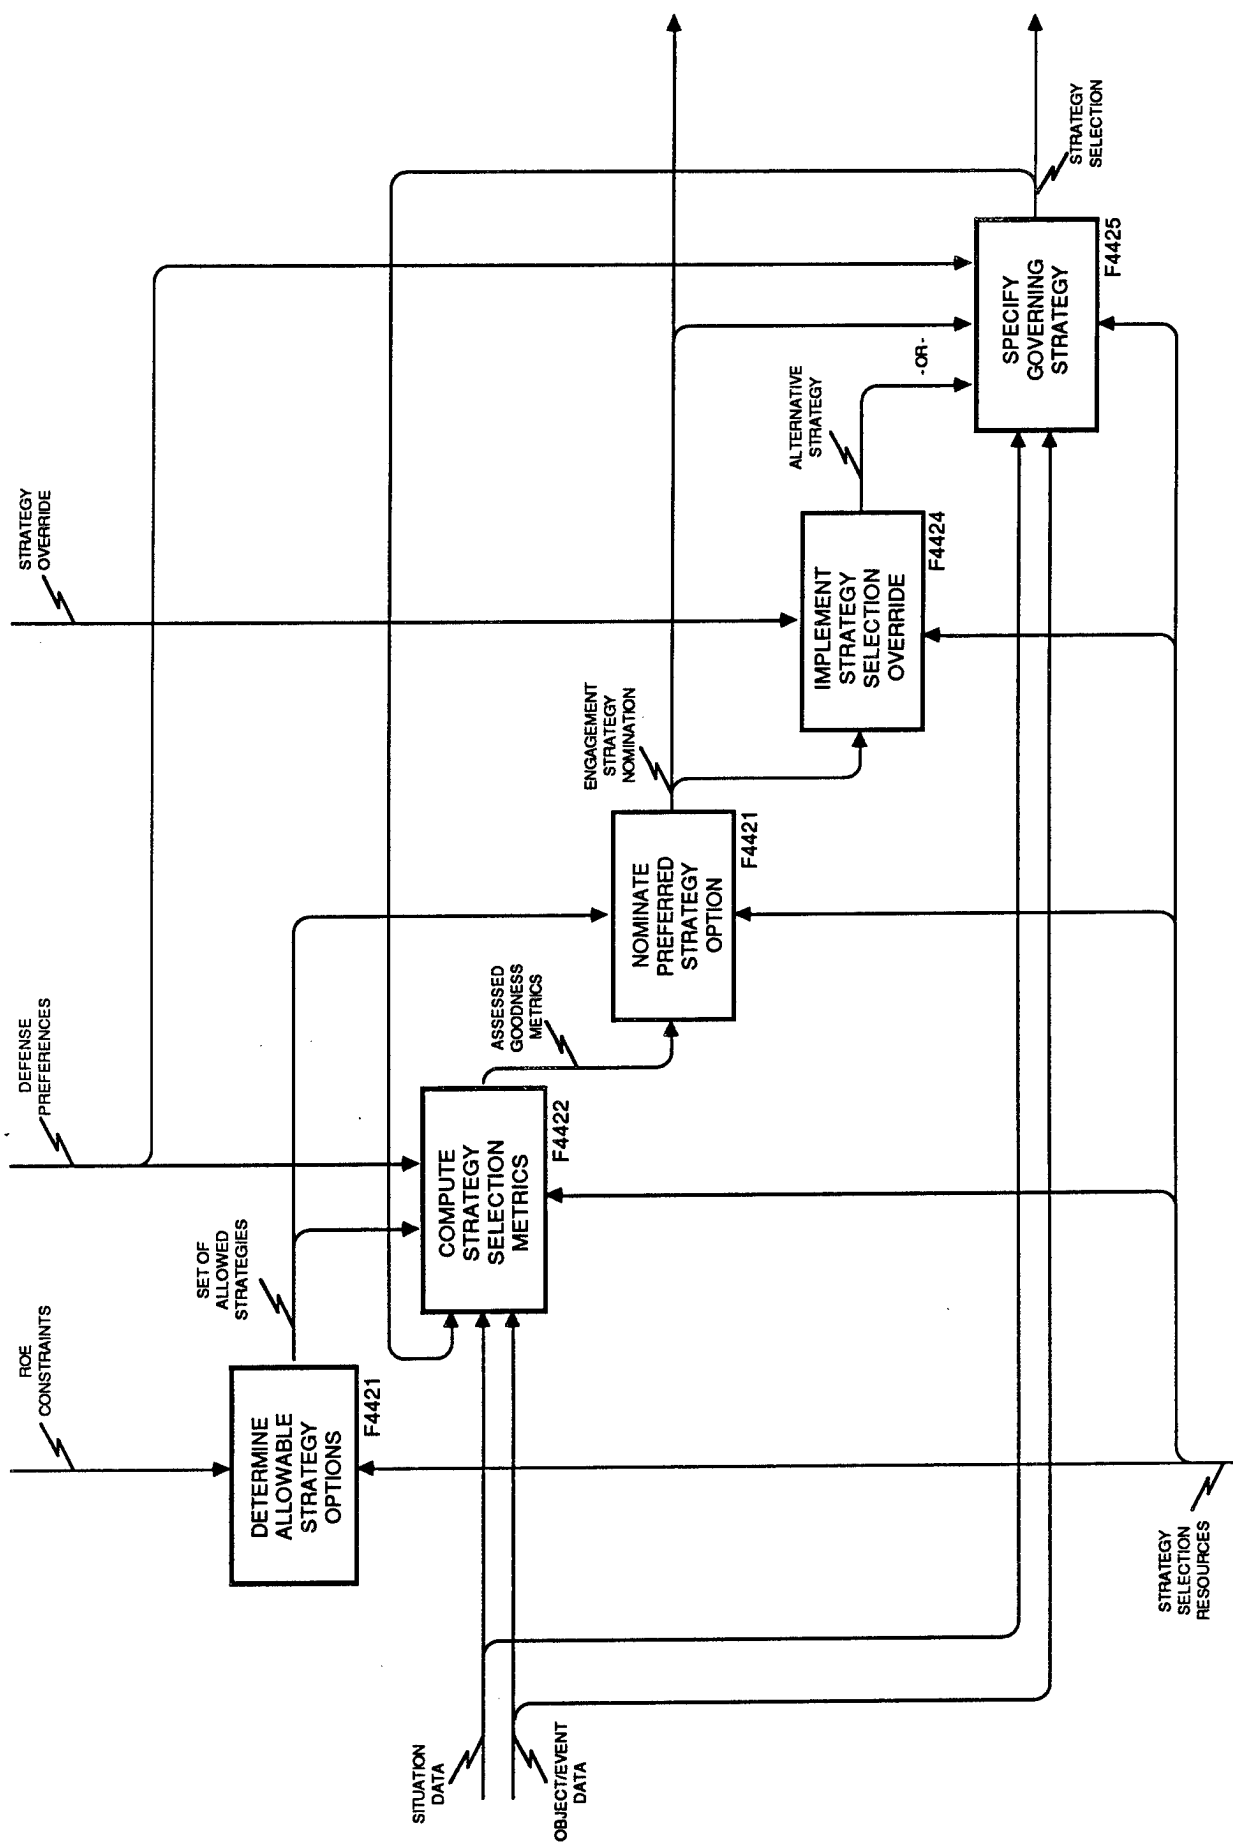 ROE
CONSTRAINTS
DEFENSE
PREFERENCES
STRATEGY
OVERRIDE
SET OF
ALLOWED
STRATEGIES
DETERMINE
ALLOWABLE
STRATEGY
OPTIONS
F4421
SITUATION
DATA
OBJECT/EVENT
DATA
COMPUTE
STRATEGY
SELECTION
METRICS
F4422
ASSESSED
GOODNESS
METRICS
NOMINATE
PREFERRED
STRATEGY
OPTION
F4421
ENGAGEMENT
STRATEGY
NOMINATION
IMPLEMENT
STRATEGY
SELECTION
OVERRIDE
F4424
ALTERNATIVE
STRATEGY
-OR-
SPECIFY
GOVERNING
STRATEGY
F4425
STRATEGY
SELECTION
STRATEGY
SELECTION
RESOURCES